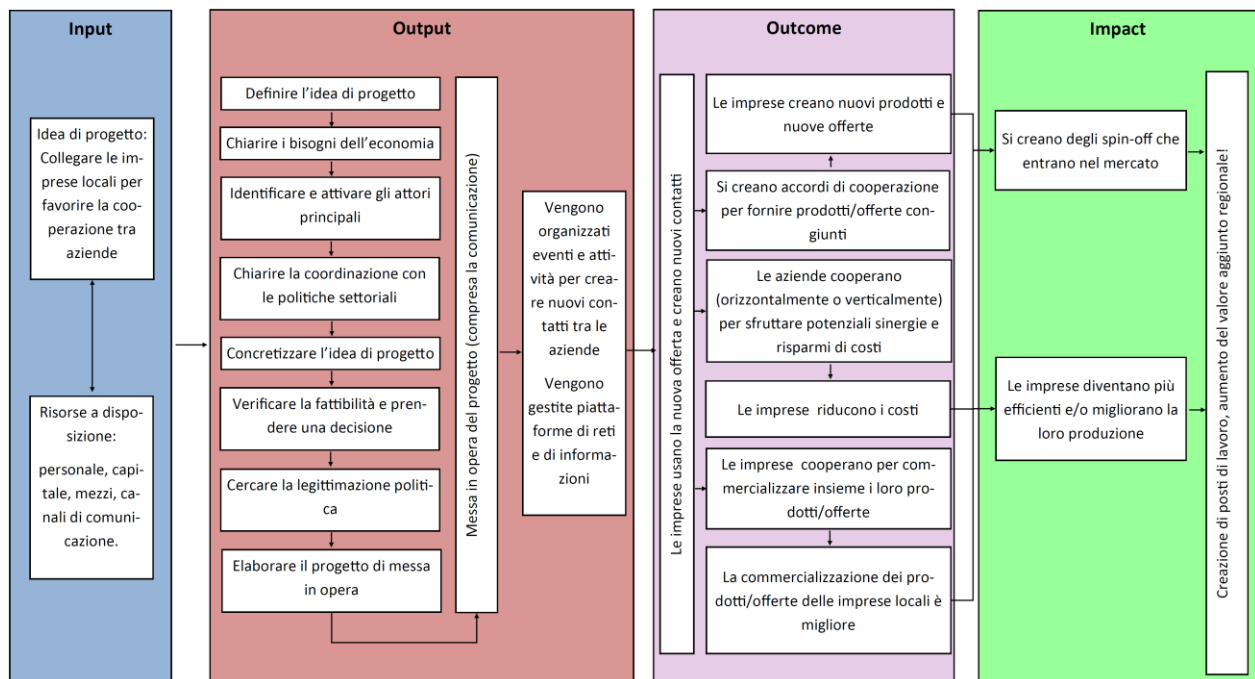 Input
Idea di progetto:
Collegare le im-
prese locali per
favorire la coo-
perazione tra
aziende
Risorse a dispo-
sizione:
personale, capi-
tale, mezzi, ca-
nali di comuni-
cazione.
Output
Definire l'idea di progetto
Chiarire i bisogni dell'economia
Identificare e attivare gli attori
principali
Chiarire la coordinazione con
le politiche settoriali
Concretizzare l'idea di progetto
Verificare la fattibilità e pren-
dere una decisione
Cercare la legittimazione politi-
ca
Elaborare il progetto di messa
in opera
Messa in opera del progetto (compresa la comunicazione)
Vengono
organizzati
eventi e atti-
vità per crea-
re nuovi con-
tatti tra le
aziende
Vengono
gestite piatta-
forme di reti
e di informa-
zioni
Outcome
Le imprese usano la nuova offerta e creano nuovi contatti
Le imprese creano nuovi prodotti e
nuove offerte
Si creano accordi di cooperazione
per fornire prodotti/offerte con-
giunti
Le aziende cooperano
(orizzontalmente o verticalmente)
per sfruttare potenziali sinergie e
risparmi di costi
Le imprese riducono i costi
Le imprese cooperano per com-
mercializzare insieme i loro pro-
dotti/offerte
La commercializzazione dei pro-
dotti/offerte delle imprese locali è
migliore
Impact
Si creano degli spin-off che
entrano nel mercato
Le imprese diventano più
efficienti e/o migliorano la
loro produzione
Creazione di posti di lavoro, aumento del valore aggiunto regionale!